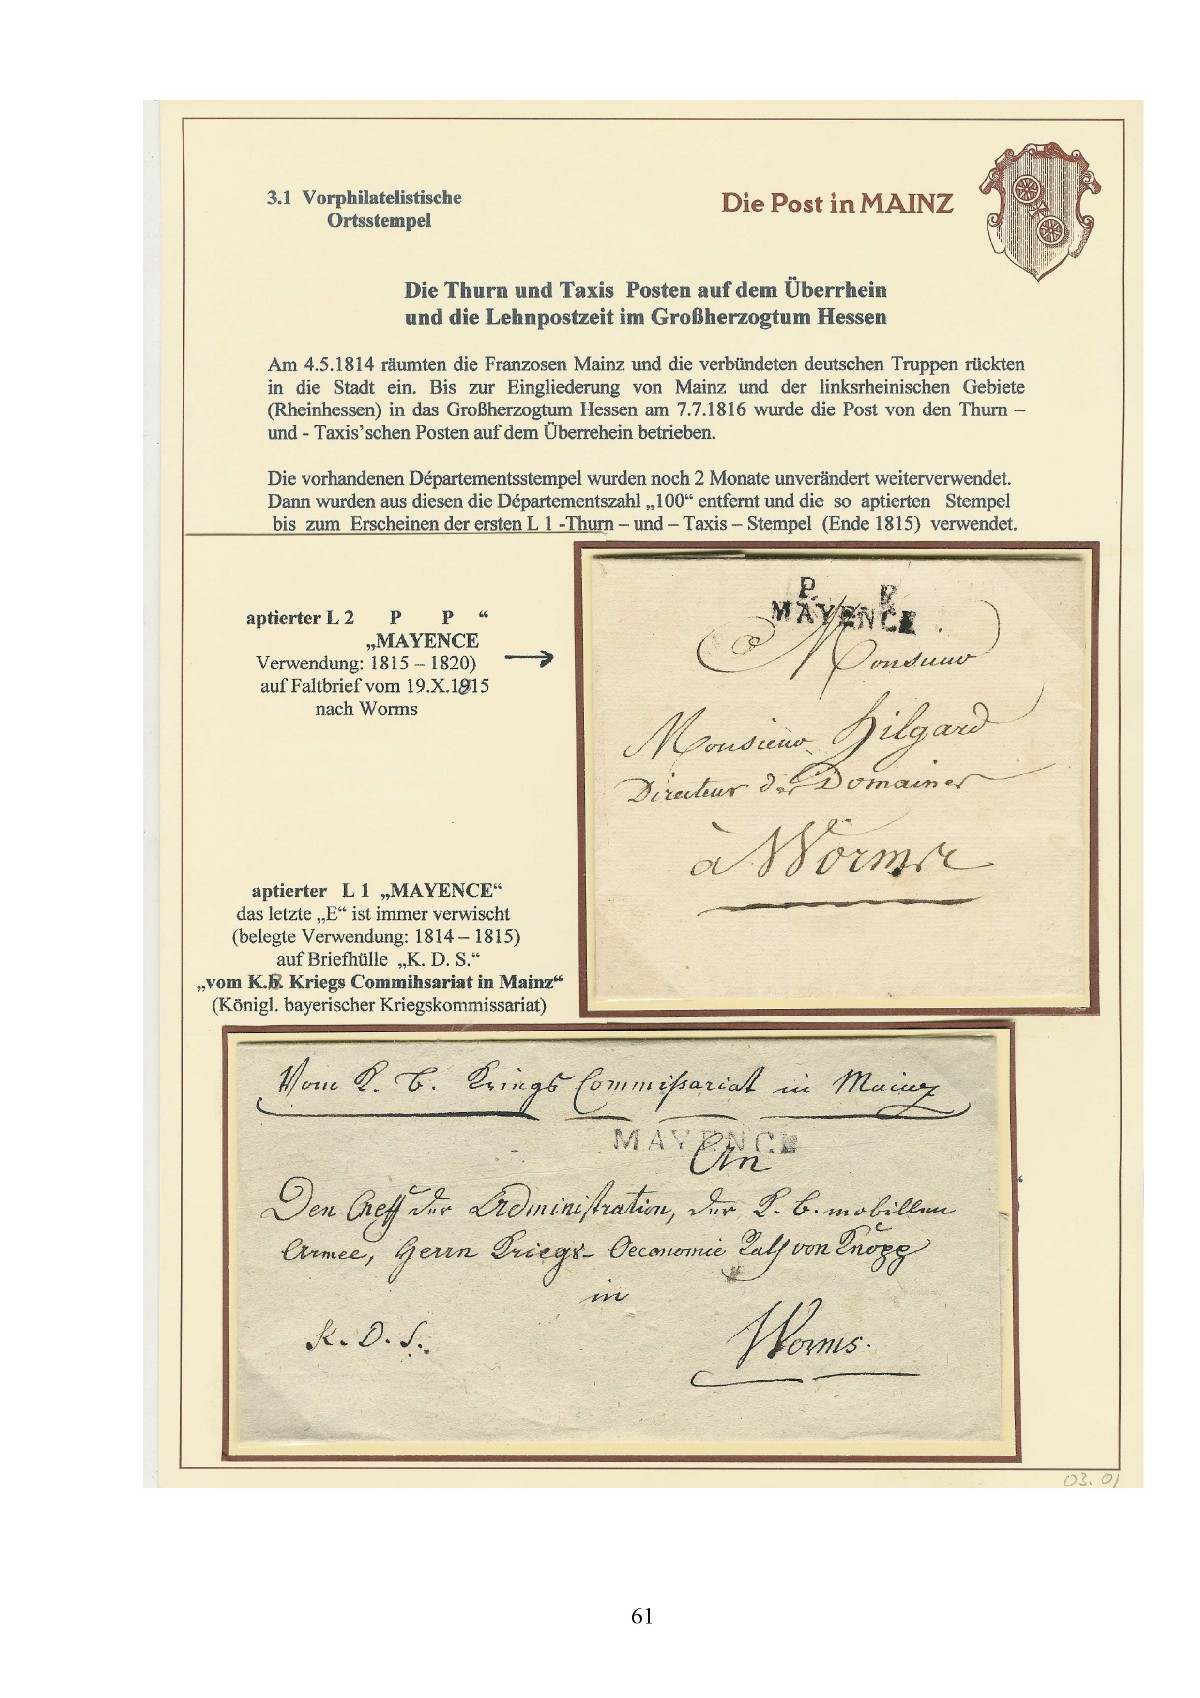 3.1 Vorphilatelistische
Ortsstempel
Die Post in MAINZ
Die Thurn und Taxis Posten auf dem Überrhein
und die Lehnpostzeit im Großherzogtum Hessen
Am 4.5.1814 räumten die Franzosen Mainz und die verbündeten deutschen Truppen rückten
in die Stadt ein. Bis zur Eingliederung von Mainz und der linksrheinischen Gebiete
(Rheinhessen) in das Großherzogtum Hessen am 7.7.1816 wurde die Post von den Thurn –
und - Taxis’schen Posten auf dem Überrehein betrieben.
Die vorhandenen Départementsstempel wurden noch 2 Monate unverändert weiterverwendet.
Dann wurden aus diesen die Départementszahl „100“ entfernt und die so aptierten Stempel
bis zum Erscheinen der ersten L 1 -Thurn – und – Taxis – Stempel (Ende 1815) verwendet.
aptierter L 2 P P “
„MAYENCE
Verwendung: 1815 – 1820)
auf Faltbrief vom 19.X.1815
nach Worms
P. P.
MAYENCE
Monsieur
Monsieur Hilgard
Directeur des Domaines
à Worms
aptierter L 1 „MAYENCE“
das letzte „E“ ist immer verwischt
(belegte Verwendung: 1814 – 1815)
auf Briefhülle „K. D. S.“
„vom K.B. Kriegs Commihsariat in Mainz“
(Königl. bayerischer Kriegskommissariat)
Vom K. B. Kriegs Commißariat in Mainz
MAYENCE
An
Den Cheff der Administration, der K. B. mobillen
Armee, Herrn Kriegs- Oeconomie Rath von Knopp
in
K. D. S.
Worms.
03. 01
61